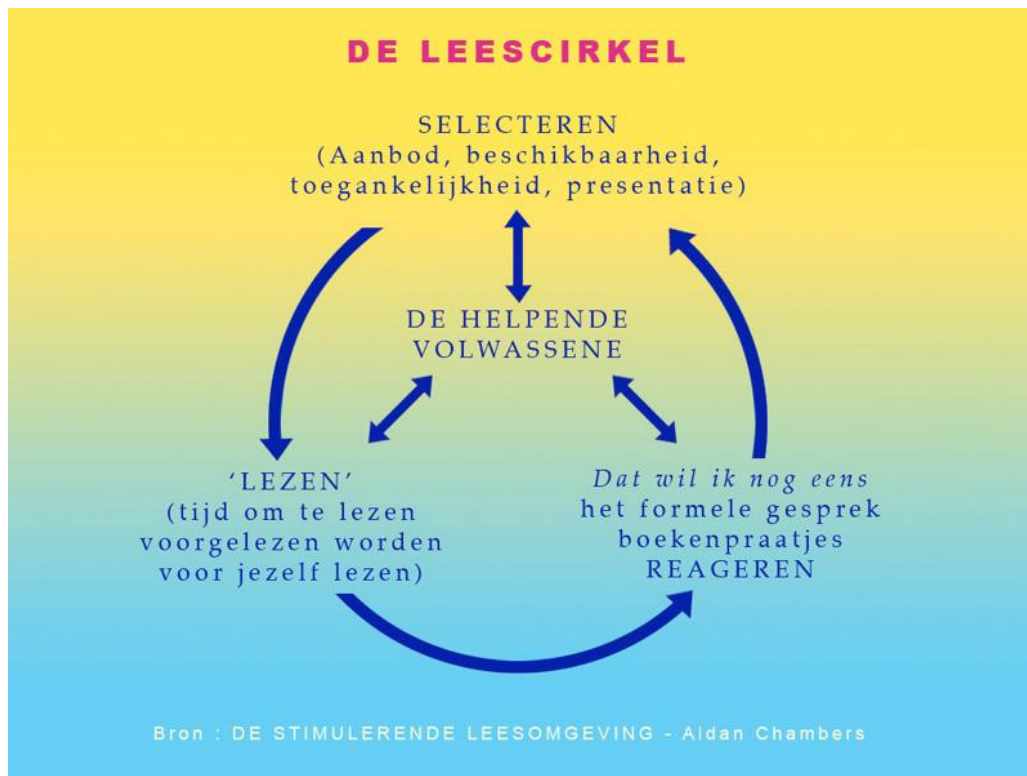 DE LEESCIRKEL
SELECTEREN
(Aanbod, beschikbaarheid,
toegankelijkheid, presentatie)
DE HELPENDE
VOLWASSENE
‘LEZEN’
(tijd om te lezen
voorgelezen worden
voor jezelf lezen)
Dat wil ik nog eens
het formele gesprek
boekenpraatjes
REAGEREN
Bron : DE STIMULERENDE LEESOMGEVING - Aidan Chambers